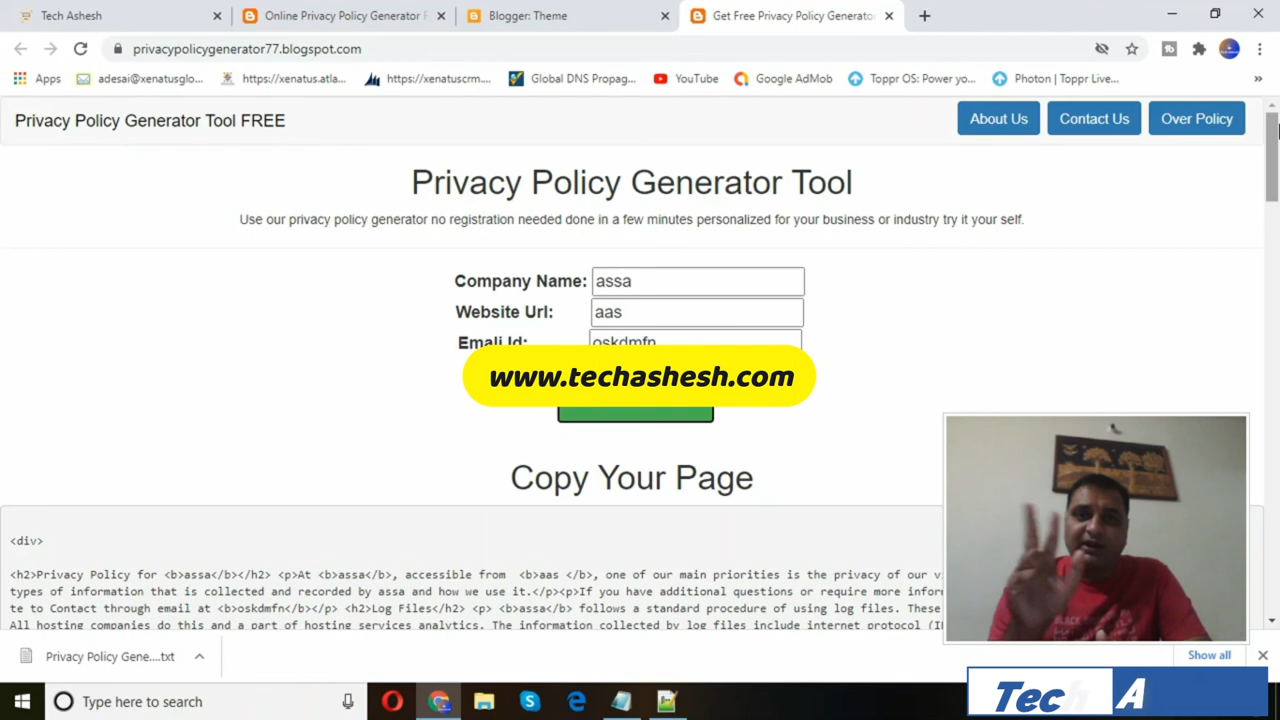 Tech Ashesh
Online Privacy Policy Generator F
Blogger: Theme
Get Free Privacy Policy Generator
privacypolicygenerator77.blogspot.com
Apps
adesai@xenatusglo...
https://xenatus.atla...
https://xenatuscrm....
Global DNS Propag...
YouTube
Google AdMob
Toppr OS: Power yo...
Photon | Toppr Live...
Privacy Policy Generator Tool FREE
About Us
Contact Us
Over Policy
Privacy Policy Generator Tool
Use our privacy policy generator no registration needed done in a few minutes personalized for your business or industry try it your self.
Company Name: assa
Website Url: aas
Emali Id: oskdmfn
www.techashesh.com
Copy Your Page
<div>
<h2>Privacy Policy for <b>assa</b></h2> <p>At <b>assa</b>, accessible from <b>aas </b>, one of our main priorities is the privacy of our vi
types of information that is collected and recorded by assa and how we use it.</p><p>If you have additional questions or require more infor
te to Contact through email at <b>oskdmfn</b></p> <h2>Log Files</h2> <p> <b>assa</b> follows a standard procedure of using log files. These
All hosting companies do this and a part of hosting services analytics. The information collected by log files include internet protocol (I
Privacy Policy Gene....txt
Show all
Type here to search
Tech A